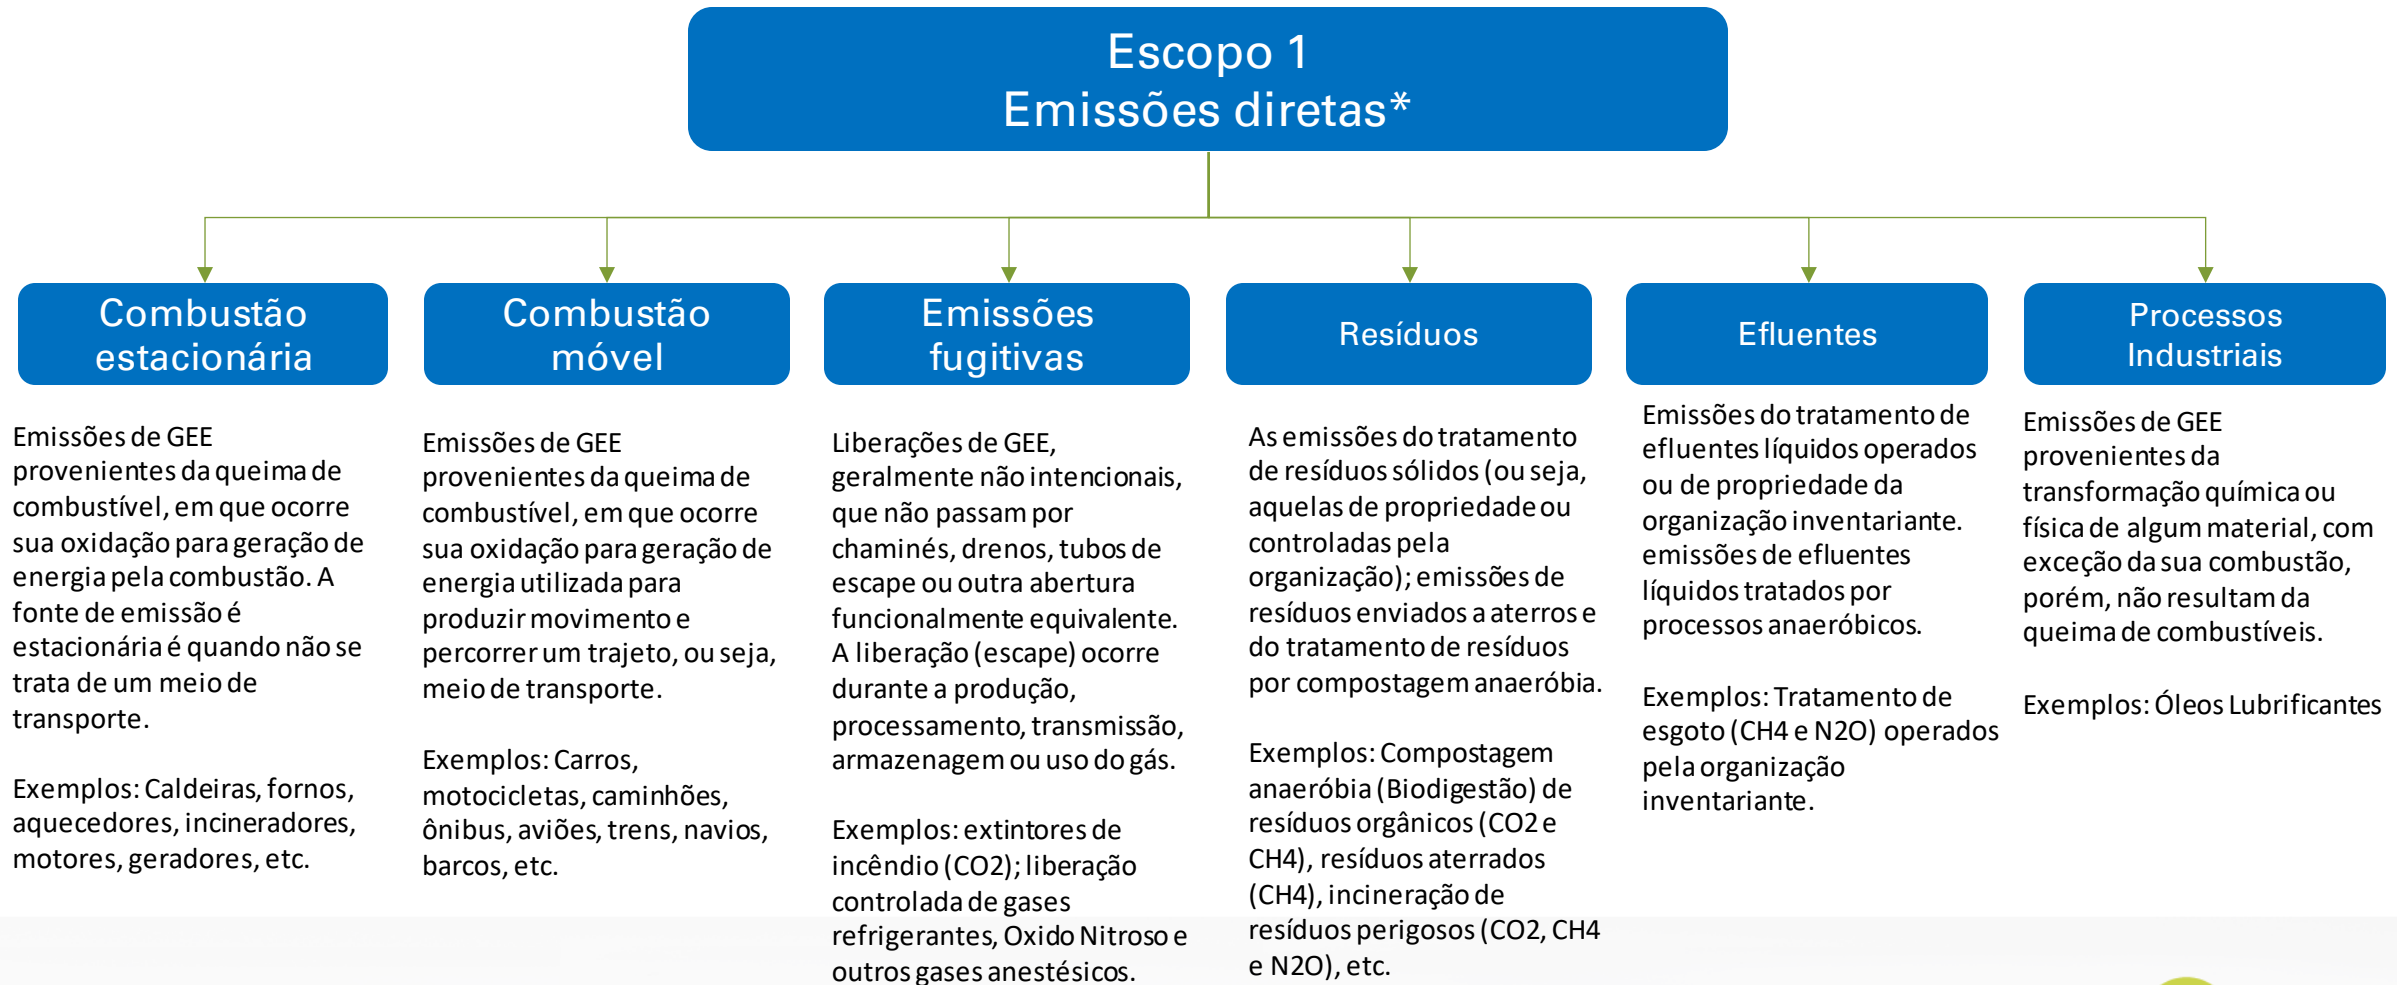 Escopo 1
Emissões diretas*
Combustão
estacionária
Emissões de GEE
provenientes da queima de
combustível, em que ocorre
sua oxidação para geração de
energia pela combustão. A
fonte de emissão é
estacionária é quando não se
trata de um meio de
transporte.
Exemplos: Caldeiras, fornos,
aquecedores, incineradores,
motores, geradores, etc.
Combustão
móvel
Emissões de GEE
provenientes da queima de
combustível, em que ocorre
sua oxidação para geração de
energia utilizada para
produzir movimento e
percorrer um trajeto, ou seja,
meio de transporte.
Exemplos: Carros,
motocicletas, caminhões,
ônibus, aviões, trens, navios,
barcos, etc.
Emissões
fugitivas
Liberações de GEE,
geralmente não intencionais,
que não passam por
chaminés, drenos, tubos de
escape ou outra abertura
funcionalmente equivalente.
A liberação (escape) ocorre
durante a produção,
processamento, transmissão,
armazenagem ou uso do gás.
Exemplos: extintores de
incêndio (CO2); liberação
controlada de gases
refrigerantes, Oxido Nitroso e
outros gases anestésicos.
Resíduos
As emissões do tratamento
de resíduos sólidos (ou seja,
aquelas de propriedade ou
controladas pela
organização); emissões de
resíduos enviados a aterros e
do tratamento de resíduos
por compostagem anaeróbia.
Exemplos: Compostagem
anaeróbia (Biodigestão) de
resíduos orgânicos (CO2 e
CH4), resíduos aterrados
(CH4), incineração de
resíduos perigosos (CO2, CH4
e N2O), etc.
Efluentes
Emissões do tratamento de
efluentes líquidos operados
ou de propriedade da
organização inventariante.
emissões de efluentes
líquidos tratados por
processos anaeróbicos.
Exemplos: Tratamento de
esgoto (CH4 e N2O) operados
pela organização
inventariante.
Processos
Industriais
Emissões de GEE
provenientes da
transformação química ou
física de algum material, com
exceção da sua combustão,
porém, não resultam da
queima de combustíveis.
Exemplos: Óleos Lubrificantes